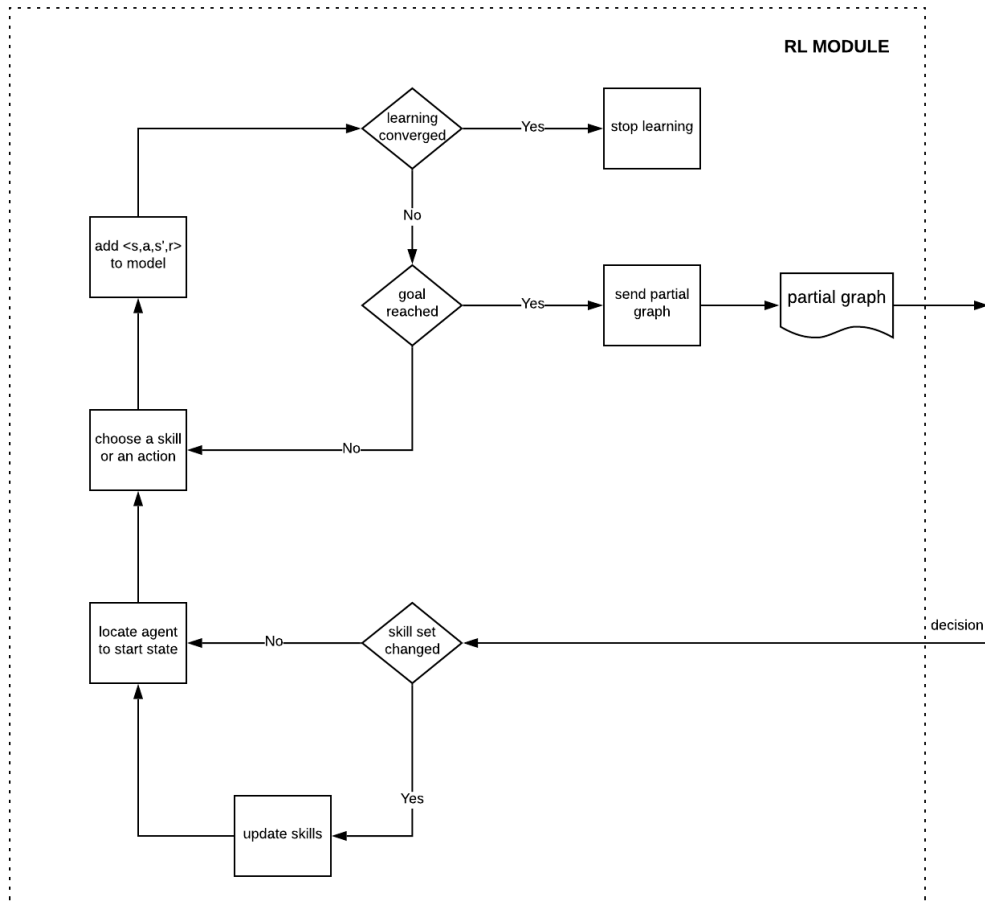 RL MODULE
learning
converged
Yes
stop learning
No
add <s,a,s',r>
to model
goal
reached
Yes
send partial
graph
partial graph
choose a skill
or an action
No
decision
locate agent
to start state
No
skill set
changed
Yes
update skills